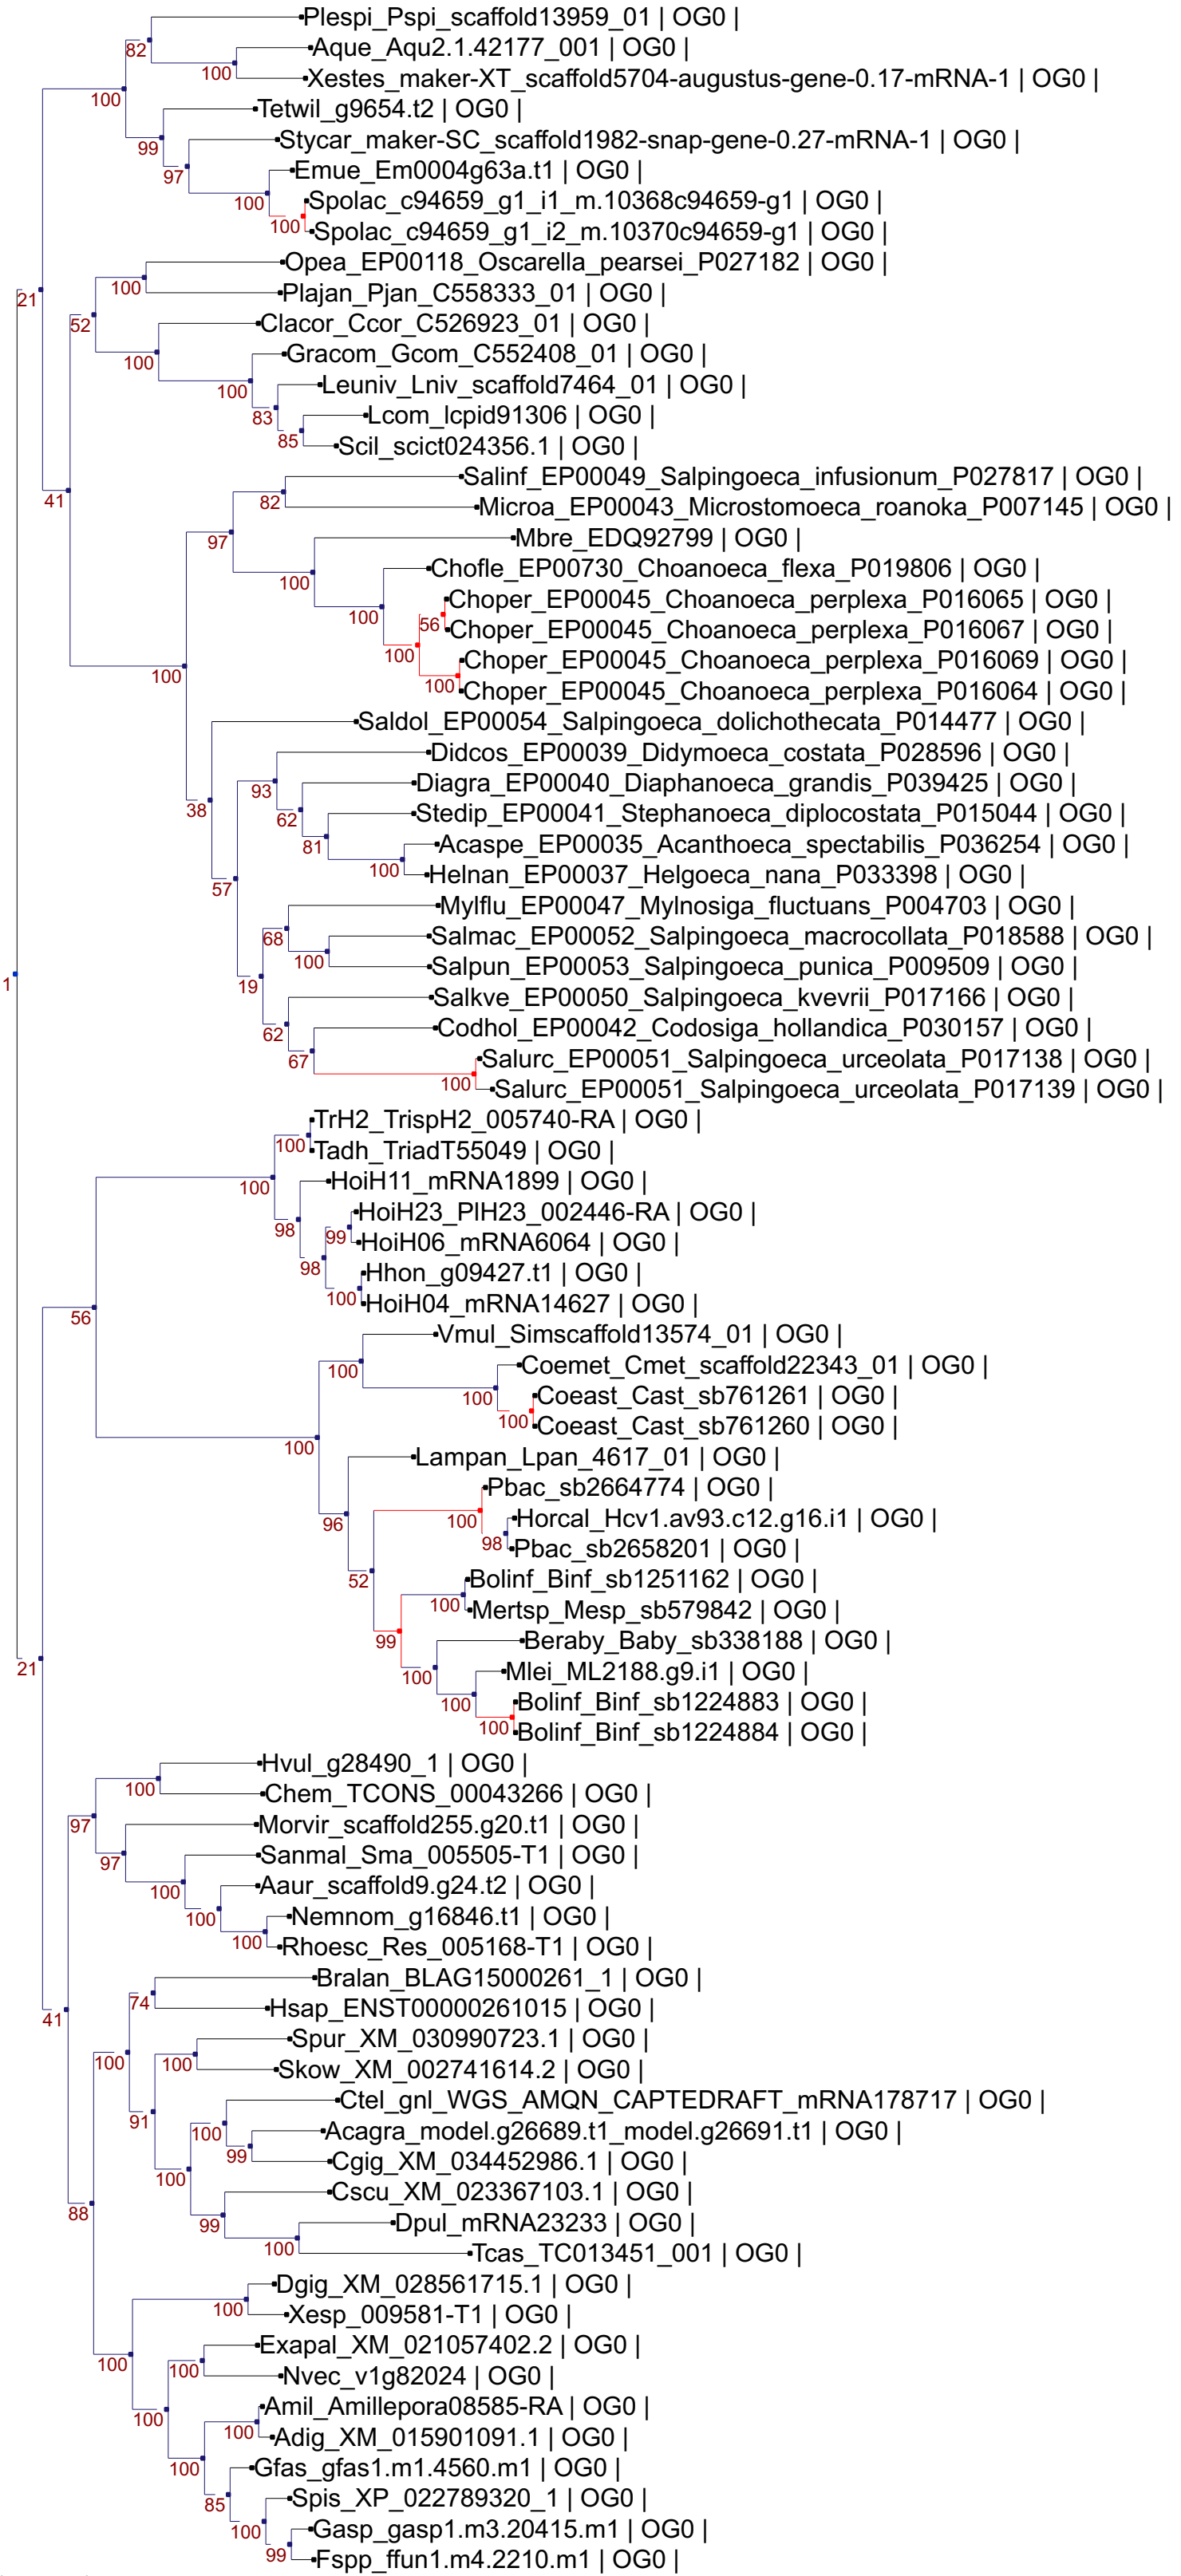 Plespi_Pspi_scaffold13959_01 | OG0 |
82
Aque_Aqu2.1.42177_001 | OG0 |
100
Xestes_maker-XT_scaffold5704-augustus-gene-0.17-mRNA-1 | OG0 |
100
Tetwil_g9654.t2 | OG0 |
99
Stycar_maker-SC_scaffold1982-snap-gene-0.27-mRNA-1 | OG0 |
97
Emue_Em0004g63a.t1 | OG0 |
100
Spolac_c94659_g1_i1_m.10368c94659-g1 | OG0 |
100
Spolac_c94659_g1_i2_m.10370c94659-g1 | OG0 |
Opea_EP00118_Oscarella_pearsei_P027182 | OG0 |
100
21
Plajan_Pjan_C558333_01 | OG0 |
52
Clacor_Ccor_C526923_01 | OG0 |
100
Gracom_Gcom_C552408_01 | OG0 |
100
Leuniv_Lniv_scaffold7464_01 | OG0 |
83
Lcom_lcpid91306 | OG0 |
85
Scil_scict024356.1 | OG0 |
Salinf_EP00049_Salpingoeca_infusionum_P027817 | OG0 |
41
82
Microa_EP00043_Microstomoeca_roanoka_P007145 | OG0 |
97
Mbre_EDQ92799 | OG0 |
Chofle_EP00730_Choanoeca_flexa_P019806 | OG0 |
100
Choper_EP00045_Choanoeca_perplexa_P016065 | OG0 |
100
56
Choper_EP00045_Choanoeca_perplexa_P016067 | OG0 |
100
Choper_EP00045_Choanoeca_perplexa_P016069 | OG0 |
100
100
Choper_EP00045_Choanoeca_perplexa_P016064 | OG0 |
Saldol_EP00054_Salpingoeca_dolichothecata_P014477 | OG0 |
Didcos_EP00039_Didymoeca_costata_P028596 | OG0 |
93
Diagra_EP00040_Diaphanoeca_grandis_P039425 | OG0 |
38
62
Stedip_EP00041_Stephanoeca_diplocostata_P015044 | OG0 |
81
Acaspe_EP00035_Acanthoeca_spectabilis_P036254 | OG0 |
100
Helnan_EP00037_Helgoeca_nana_P033398 | OG0 |
57
Mylflu_EP00047_Mylnosiga_fluctuans_P004703 | OG0 |
68
Salmac_EP00052_Salpingoeca_macrocollata_P018588 | OG0 |
100
Salpun_EP00053_Salpingoeca_punica_P009509 | OG0 |
1
19
Salkve_EP00050_Salpingoeca_kvevrii_P017166 | OG0 |
62
Codhol_EP00042_Codosiga_hollandica_P030157 | OG0 |
67
Salurc_EP00051_Salpingoeca_urceolata_P017138 | OG0 |
100
Salurc_EP00051_Salpingoeca_urceolata_P017139 | OG0 |
TrH2_TrispH2_005740-RA | OG0 |
100
Tadh_TriadT55049 | OG0 |
100
HoiH11_mRNA1899 | OG0 |
HoiH23_PlH23_002446-RA | OG0 |
98
99
HoiH06_mRNA6064 | OG0 |
98
Hhon_g09427.t1 | OG0 |
100
HoiH04_mRNA14627 | OG0 |
56
Vmul_Simscaffold13574_01 | OG0 |
100
Coemet_Cmet_scaffold22343_01 | OG0 |
100
Coeast_Cast_sb761261 | OG0 |
100
Coeast_Cast_sb761260 | OG0 |
100
Lampan_Lpan_4617_01 | OG0 |
Pbac_sb2664774 | OG0 |
96
100
Horcal_Hcv1.av93.c12.g16.i1 | OG0 |
98
Pbac_sb2658201 | OG0 |
52
Bolinf_Binf_sb1251162 | OG0 |
100
Mertsp_Mesp_sb579842 | OG0 |
99
Beraby_Baby_sb338188 | OG0 |
21
100
Mlei_ML2188.g9.i1 | OG0 |
100
Bolinf_Binf_sb1224883 | OG0 |
100
Bolinf_Binf_sb1224884 | OG0 |
Hvul_g28490_1 | OG0 |
100
Chem_TCONS_00043266 | OG0 |
97
Morvir_scaffold255.g20.t1 | OG0 |
97
Sanmal_Sma_005505-T1 | OG0 |
100
Aaur_scaffold9.g24.t2 | OG0 |
100
Nemnom_g16846.t1 | OG0 |
100
Rhoesc_Res_005168-T1 | OG0 |
Bralan_BLAG15000261_1 | OG0 |
74
Hsap_ENST00000261015 | OG0 |
41
Spur_XM_030990723.1 | OG0 |
100
100
Skow_XM_002741614.2 | OG0 |
Ctel_gnl_WGS_AMQN_CAPTEDRAFT_mRNA178717 | OG0 |
91
100
Acagra_model.g26689.t1_model.g26691.t1 | OG0 |
99
Cgig_XM_034452986.1 | OG0 |
100
Cscu_XM_023367103.1 | OG0 |
88
99
Dpul_mRNA23233 | OG0 |
100
Tcas_TC013451_001 | OG0 |
Dgig_XM_028561715.1 | OG0 |
100
Xesp_009581-T1 | OG0 |
Exapal_XM_021057402.2 | OG0 |
100
100
Nvec_v1g82024 | OG0 |
Amil_Amillepora08585-RA | OG0 |
100
100
Adig_XM_015901091.1 | OG0 |
100
Gfas_gfas1.m1.4560.m1 | OG0 |
85
Spis_XP_022789320_1 | OG0 |
100
Gasp_gasp1.m3.20415.m1 | OG0 |
99
Fspp_ffun1.m4.2210.m1 | OG0 |